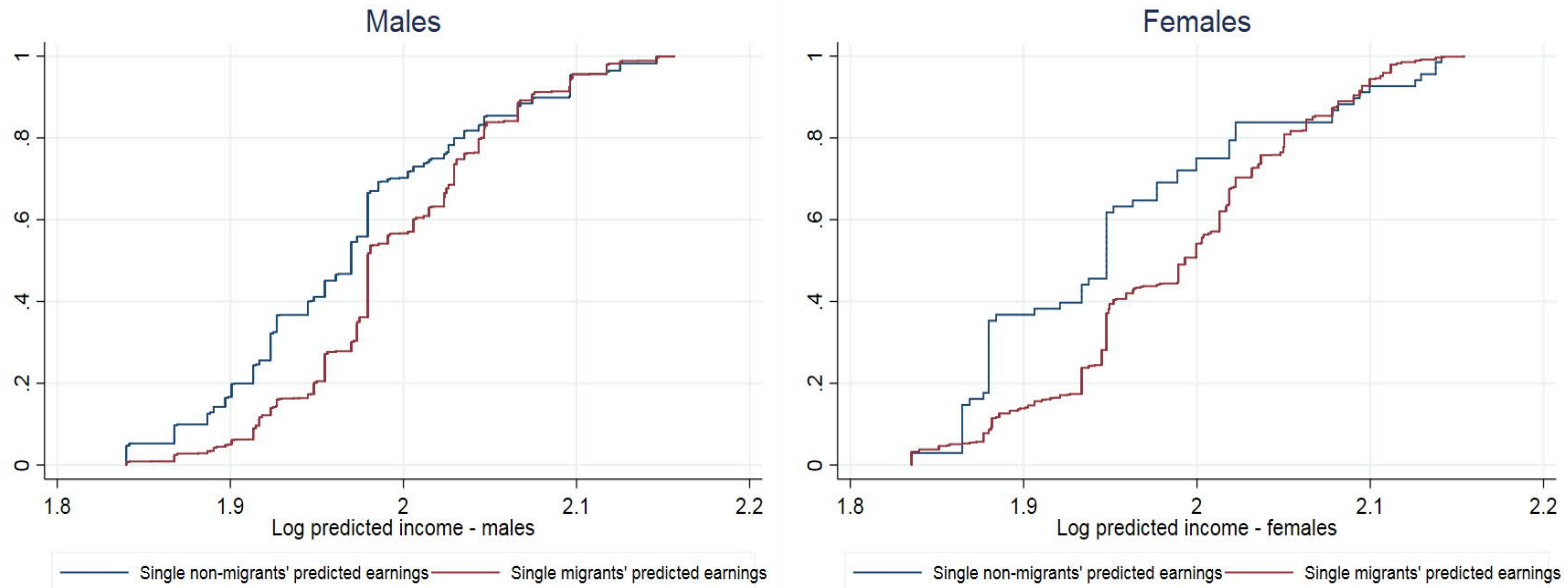 Males
1
.8
.6
.4
.2
0
1.8 1.9 2 2.1 2.2
Log predicted income - males
Single non-migrants' predicted earnings Single migrants' predicted earnings
Females
1
.8
.6
.4
.2
0
1.8 1.9 2 2.1 2.2
Log predicted income - females
Single non-migrants' predicted earnings Single migrants' predicted earnings